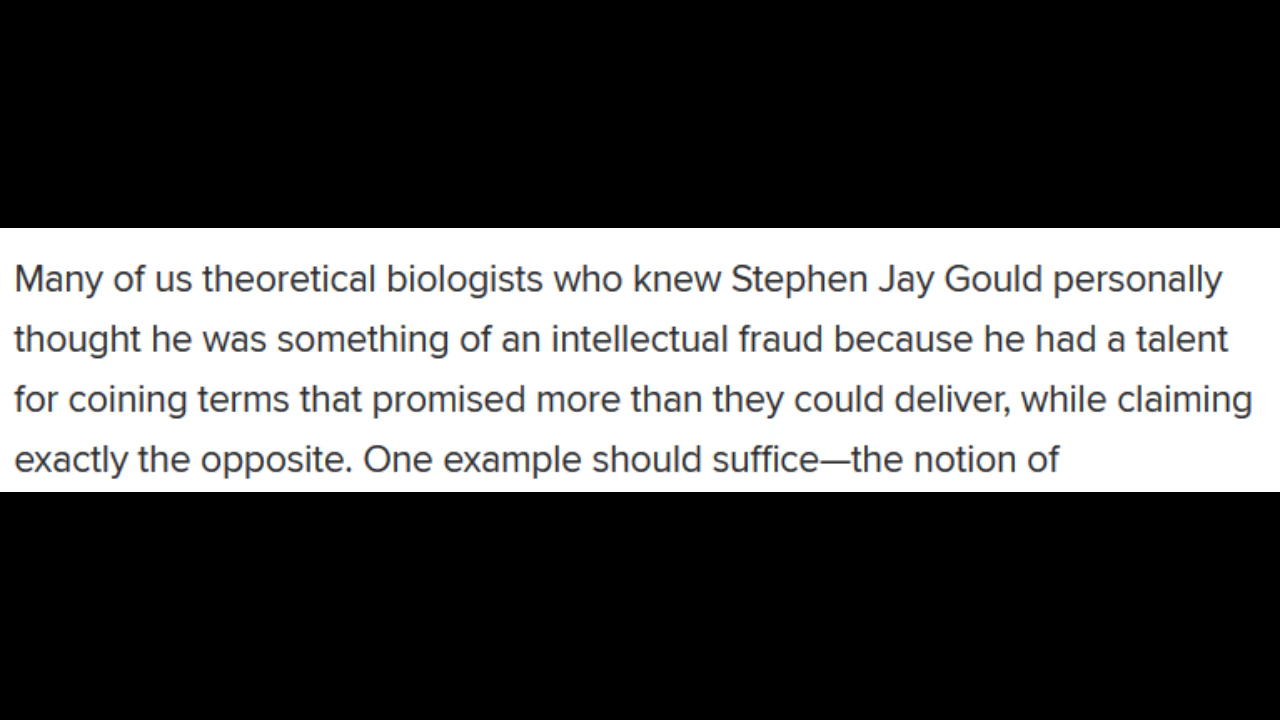 Many of us theoretical biologists who knew Stephen Jay Gould personally
thought he was something of an intellectual fraud because he had a talent
for coining terms that promised more than they could deliver, while claiming
exactly the opposite. One example should suffice—the notion of